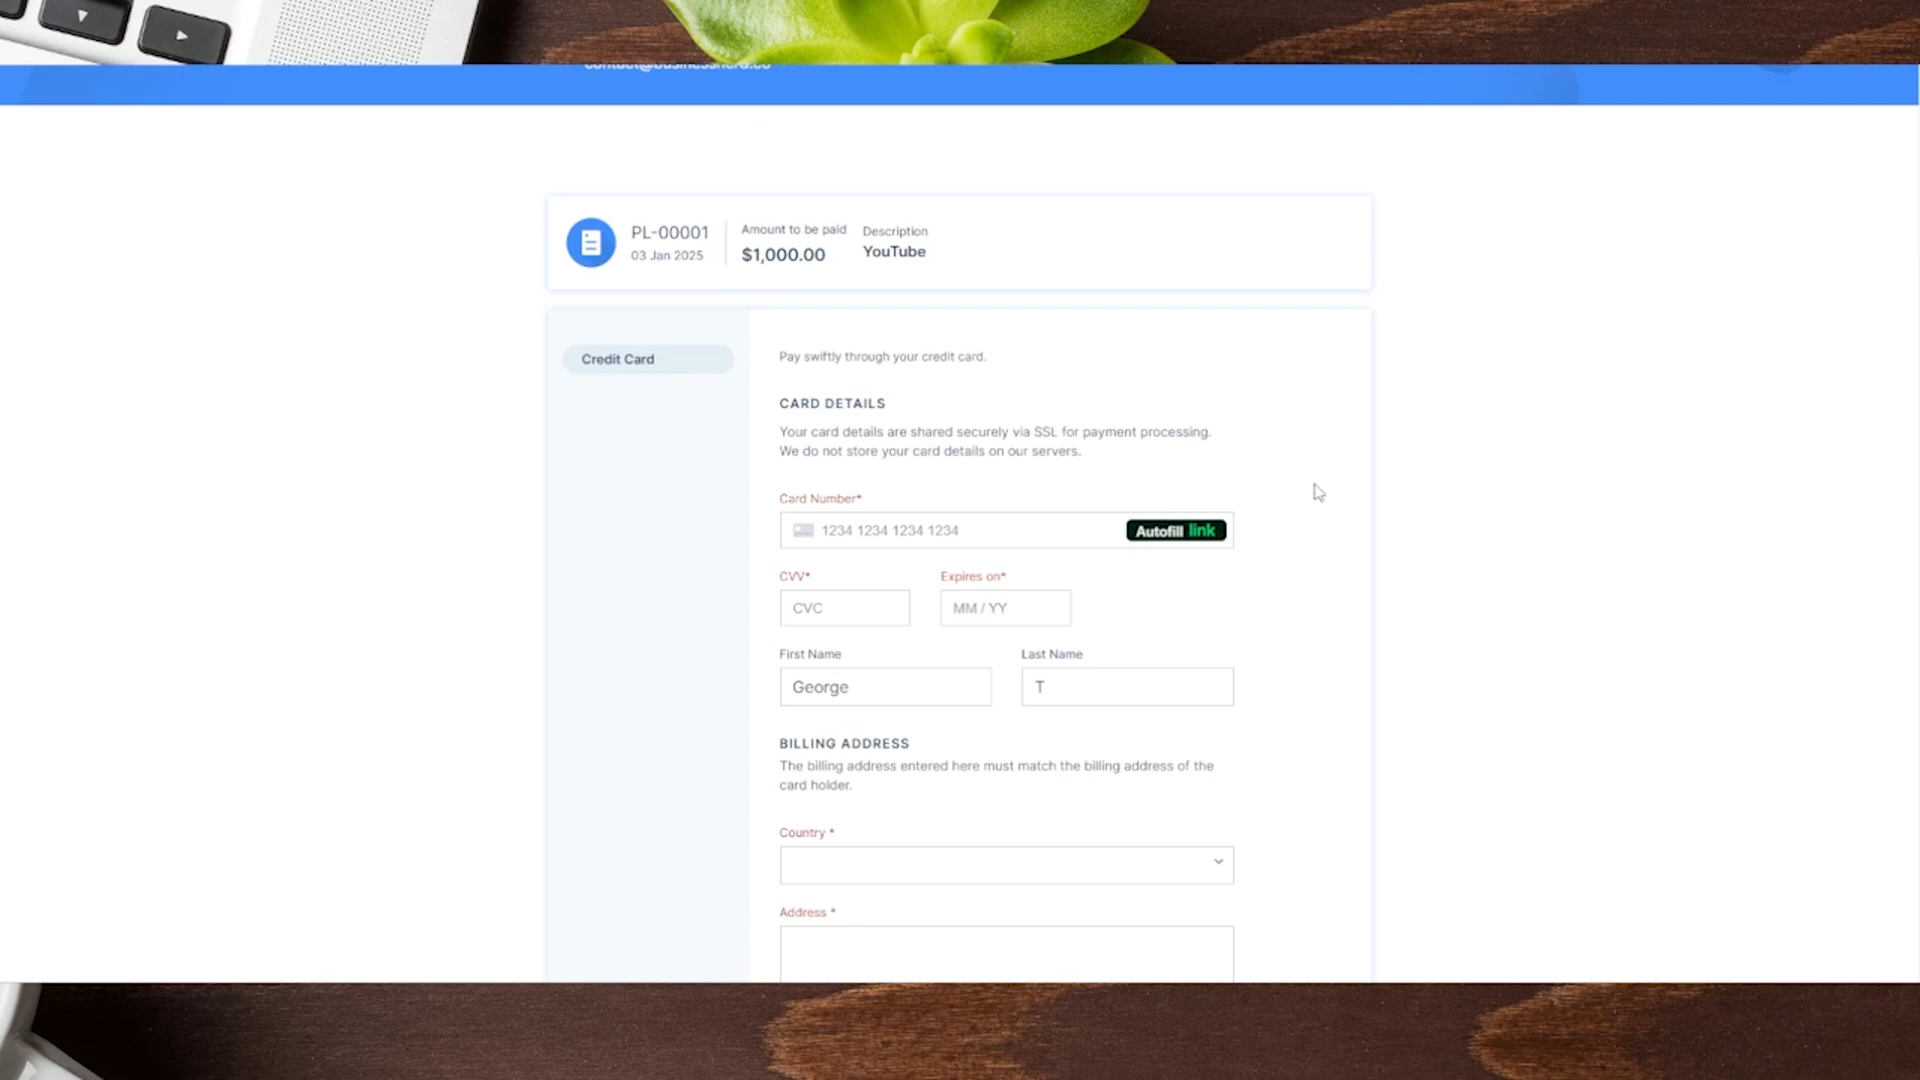 PL-00001
03 Jan 2025
Amount to be paid
$1,000.00
Description
YouTube
Credit Card
Pay swiftly through your credit card.
CARD DETAILS
Your card details are shared securely via SSL for payment processing.
We do not store your card details on our servers.
Card Number*
1234 1234 1234 1234
Autofill link
CVV*
Expires on*
CVC
MM / YY
First Name
Last Name
George
T
BILLING ADDRESS
The billing address entered here must match the billing address of the
card holder.
Country *
Address *